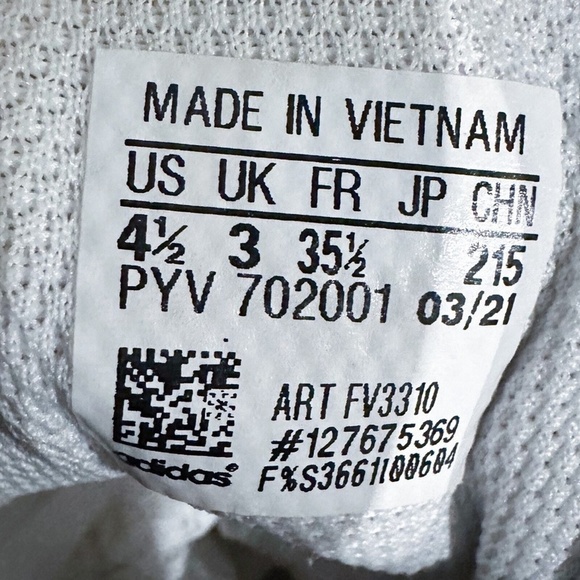 MADE IN VIETNAM
US UK FR JP CHN
4½ 3 35½ 215
PYV 702001 03/21
ART FV3310
#127675369
F%S3661100604
adidas